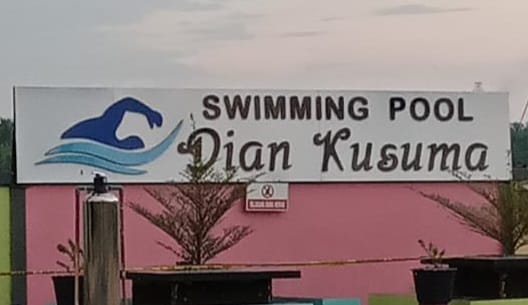 SWIMMING POOL
Dian Kusuma